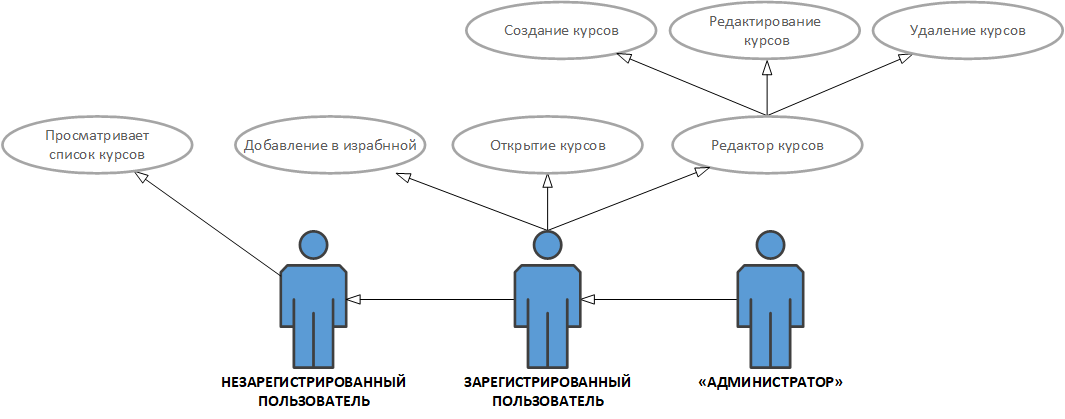 Создание курсов
Редактирование
курсов
Удаление курсов
Просматривает
список курсов
Добавление в израбнной
Открытие курсов
Редактор курсов
НЕЗАРЕГИСТРИРОВАННЫЙ
ПОЛЬЗОВАТЕЛЬ
ЗАРЕГИСТРИРОВАННЫЙ
ПОЛЬЗОВАТЕЛЬ
«АДМИНИСТРАТОР»